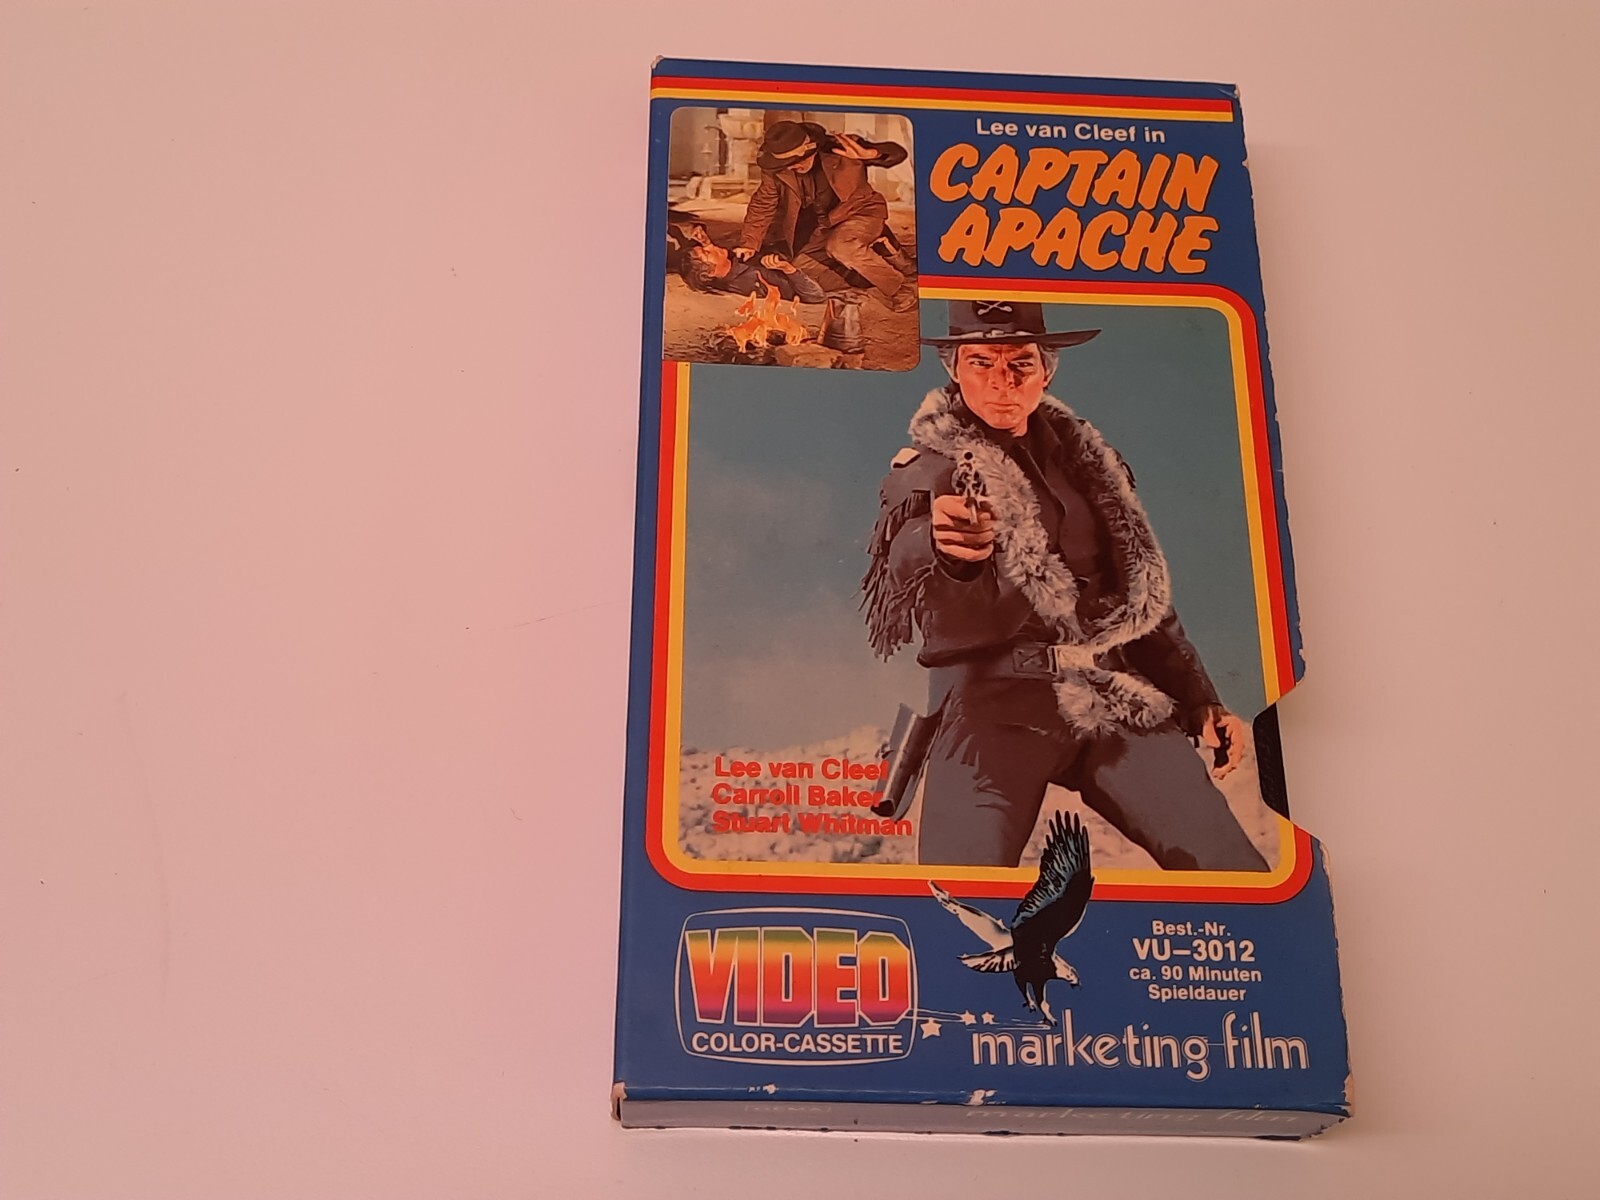 Lee van Cleef in
CAPTAIN
APACHE
Lee van Cleef
Carroll Baker
Stuart Whitman
VIDEO
COLOR-CASSETTE
Best.-Nr.
VU-3012
ca. 90 Minuten
Spieldauer
marketing film
GEMA
marketing film